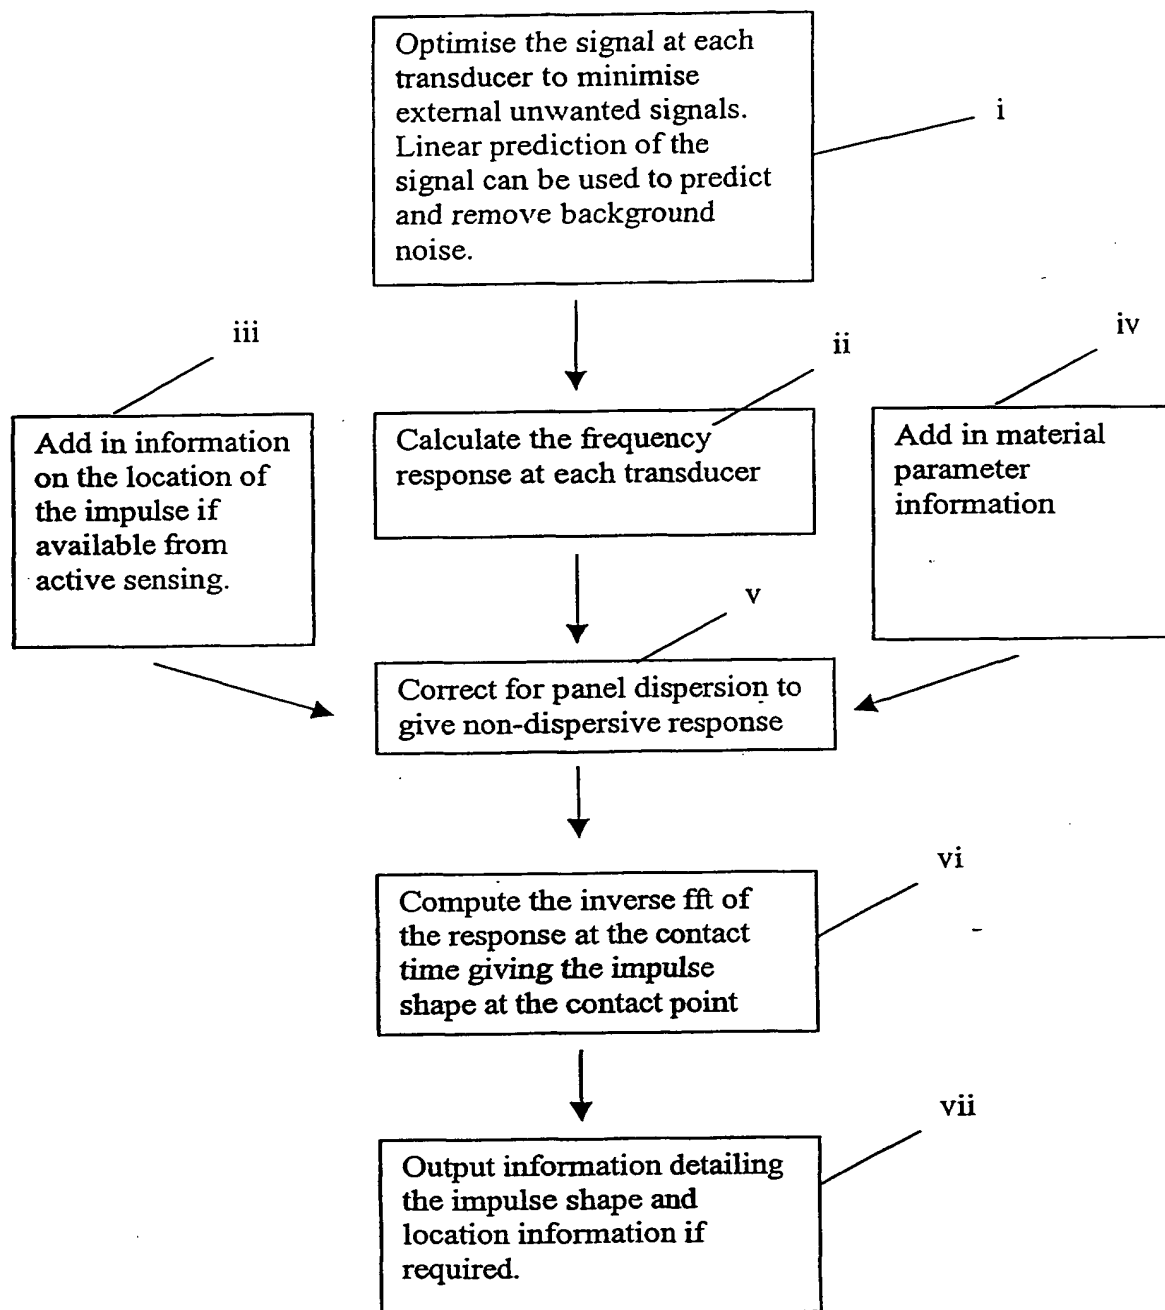 Optimise the signal at each
transducer to minimise
external unwanted signals.
Linear prediction of the
signal can be used to predict
and remove background
noise.
i
iii
ii
iv
Add in information
on the location of
the impulse if
available from
active sensing.
Calculate the frequency
response at each transducer
Add in material
parameter
information
v
Correct for panel dispersion to
give non-dispersive response
vi
Compute the inverse fft of
the response at the contact
time giving the impulse
shape at the contact point
vii
Output information detailing
the impulse shape and
location information if
required.